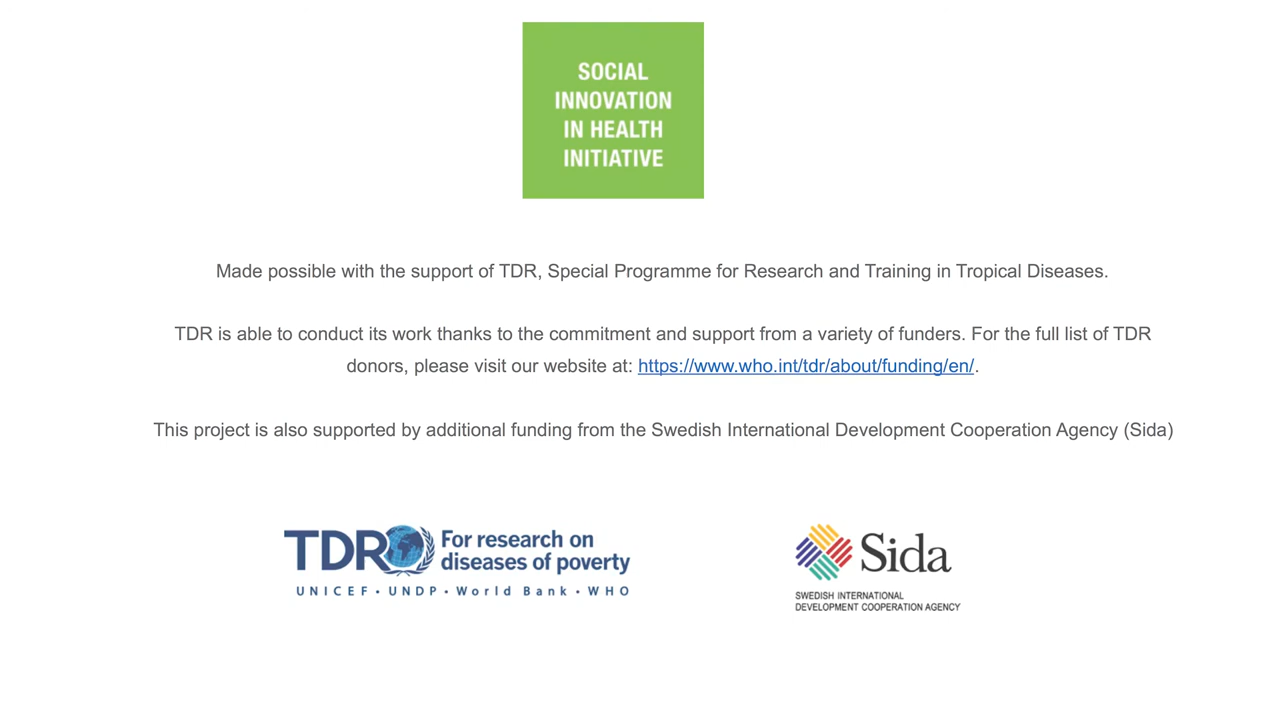 SOCIAL
INNOVATION
IN HEALTH
INITIATIVE
Made possible with the support of TDR, Special Programme for Research and Training in Tropical Diseases.
TDR is able to conduct its work thanks to the commitment and support from a variety of funders. For the full list of TDR
donors, please visit our website at: https://www.who.int/tdr/about/funding/en/.
This project is also supported by additional funding from the Swedish International Development Cooperation Agency (Sida)
TDR For research on
diseases of poverty
UNICEF • UNDP • World Bank • WHO
Sida
SWEDISH INTERNATIONAL
DEVELOPMENT COOPERATION AGENCY